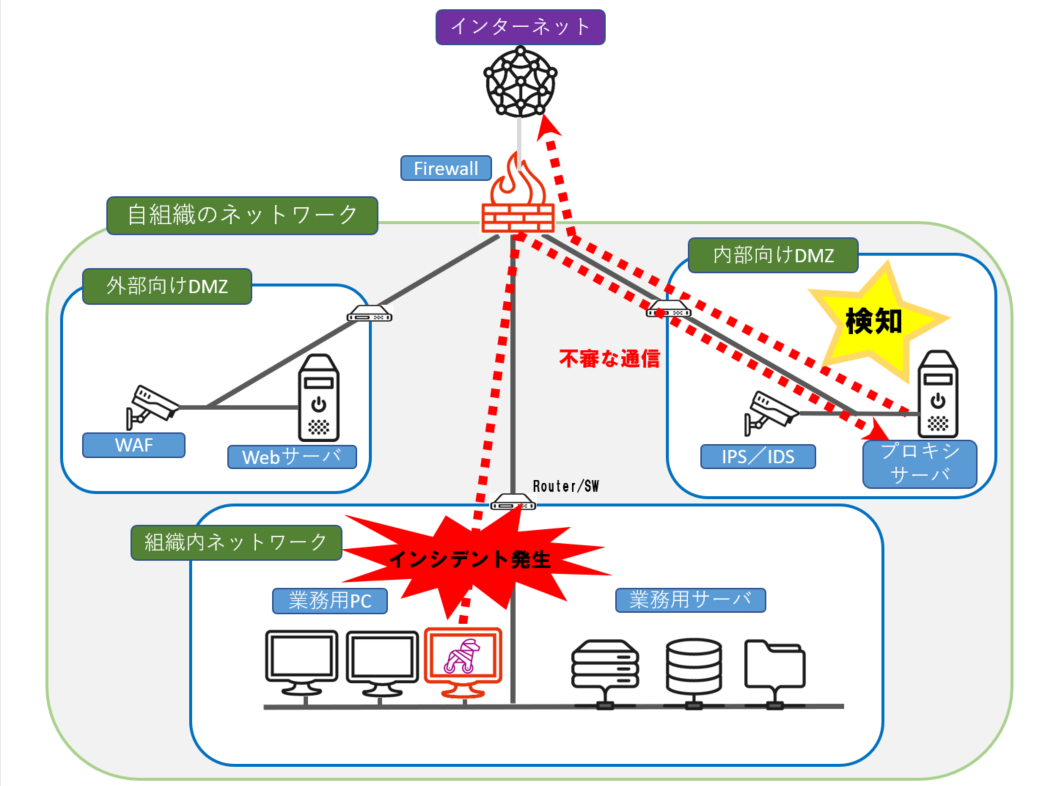 インターネット
Firewall
自組織のネットワーク
内部向けDMZ
外部向けDMZ
検知
不審な通信
WAF
Webサーバ
IPS／IDS
プロキシ
サーバ
Router/SW
組織内ネットワーク
インシデント発生
業務用PC
業務用サーバ